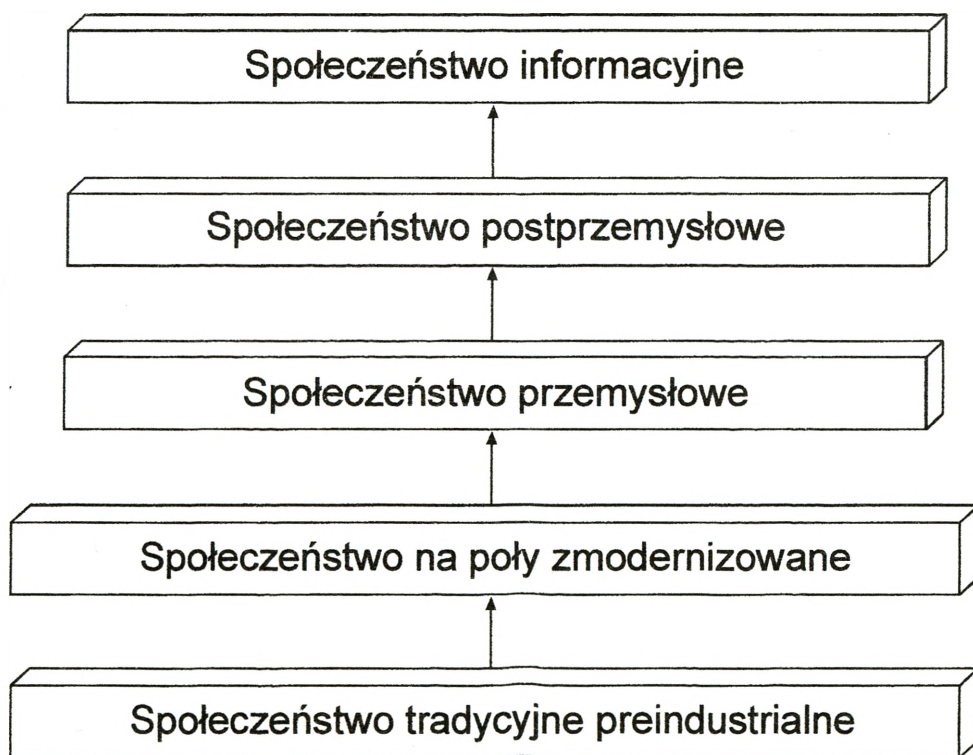 Społeczeństwo informacyjne
Społeczeństwo postprzemysłowe
Społeczeństwo przemysłowe
Społeczeństwo na poły zmodernizowane
Społeczeństwo tradycyjne preindustrialne